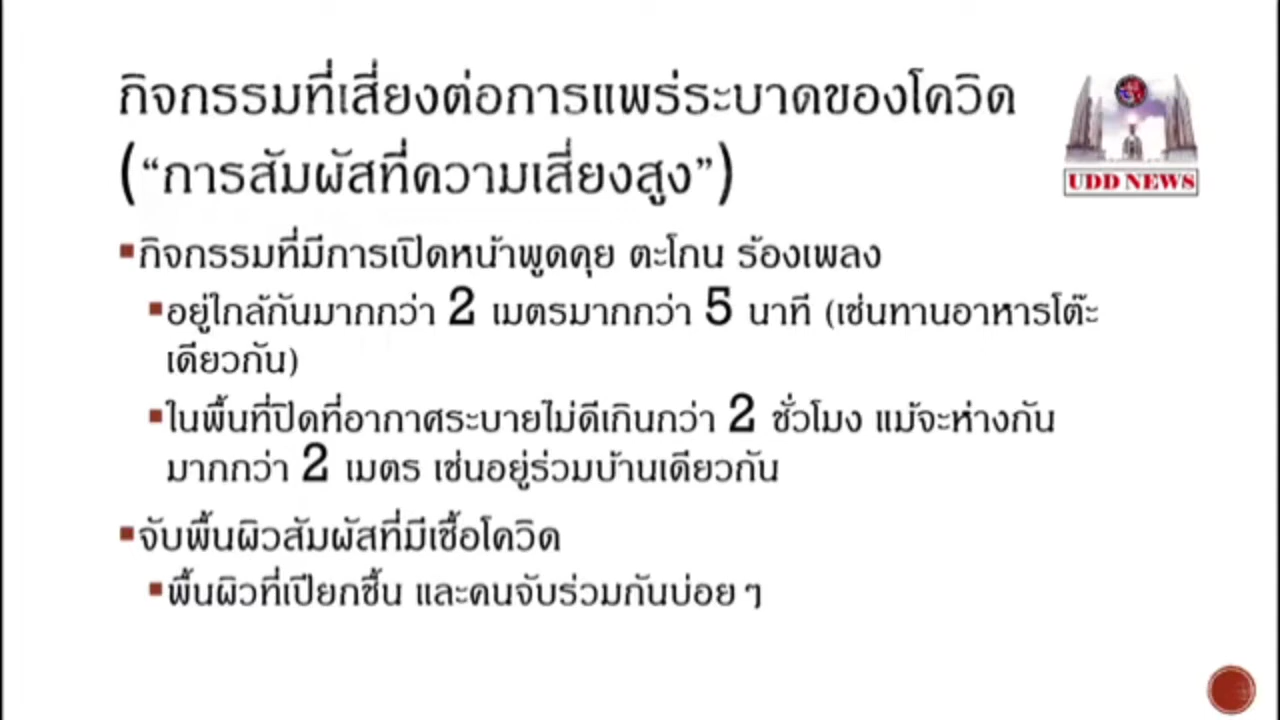 กิจกรรมที่เสี่ยงต่อการแพร่ระบาดของโควิด
(“การสัมผัสที่ความเสี่ยงสูง”)
UDD NEWS
▪กิจกรรมที่มีการเปิดหน้าพูดคุย ตะโกน ร้องเพลง
▪อยู่ใกล้กันมากกว่า 2 เมตรมากกว่า 5 นาที (เช่นทานอาหารโต๊ะ
เดียวกัน)
▪ในพื้นที่ปิดที่อากาศระบายไม่ดีเกินกว่า 2 ชั่วโมง แม้จะห่างกัน
มากกว่า 2 เมตร เช่นอยู่ร่วมบ้านเดียวกัน
▪จับพื้นผิวสัมผัสที่มีเชื้อโควิด
▪พื้นผิวที่เปียกชื้น และคนจับร่วมกันบ่อย ๆ